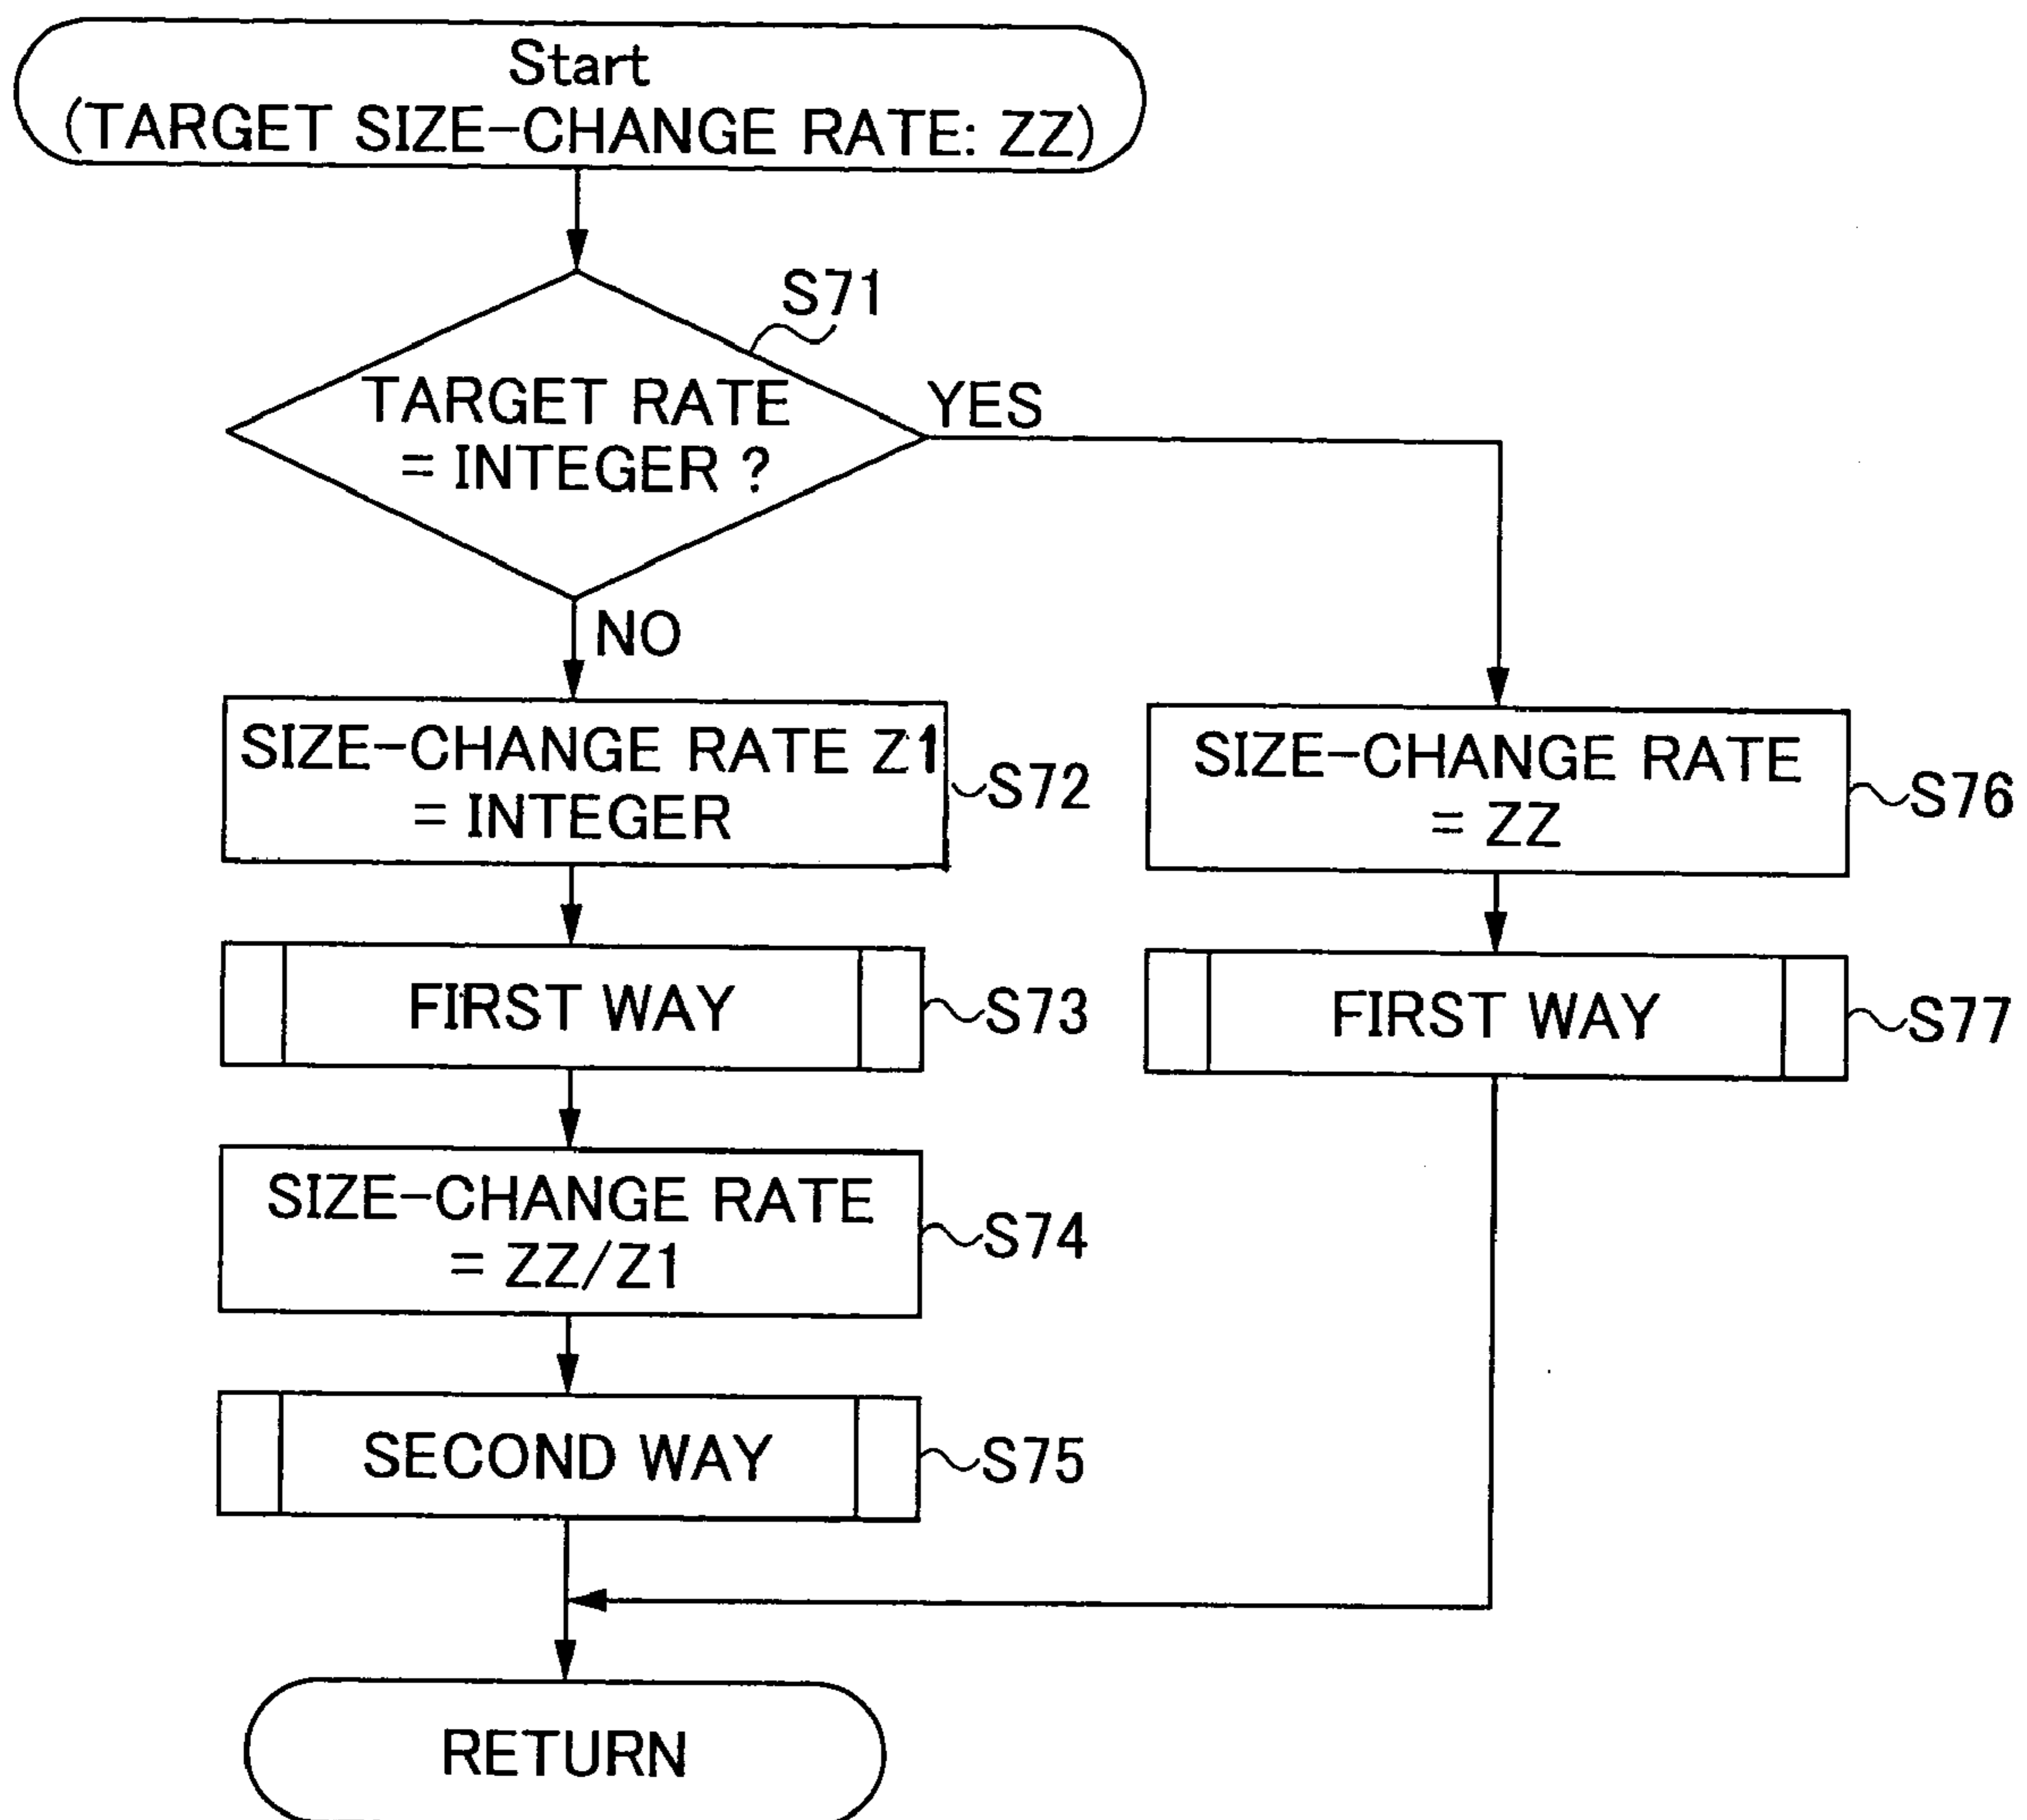 Start
(TARGET SIZE-CHANGE RATE: ZZ)
S71
TARGET RATE
= INTEGER ?
YES
NO
SIZE-CHANGE RATE Z1
= INTEGER
S72
FIRST WAY
S73
SIZE-CHANGE RATE
= ZZ/Z1
S74
SECOND WAY
S75
SIZE-CHANGE RATE
= ZZ
S76
FIRST WAY
S77
RETURN